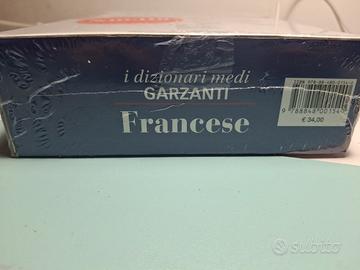 i dizionari medi
GARZANTI
Francese
€ 34,00
subito